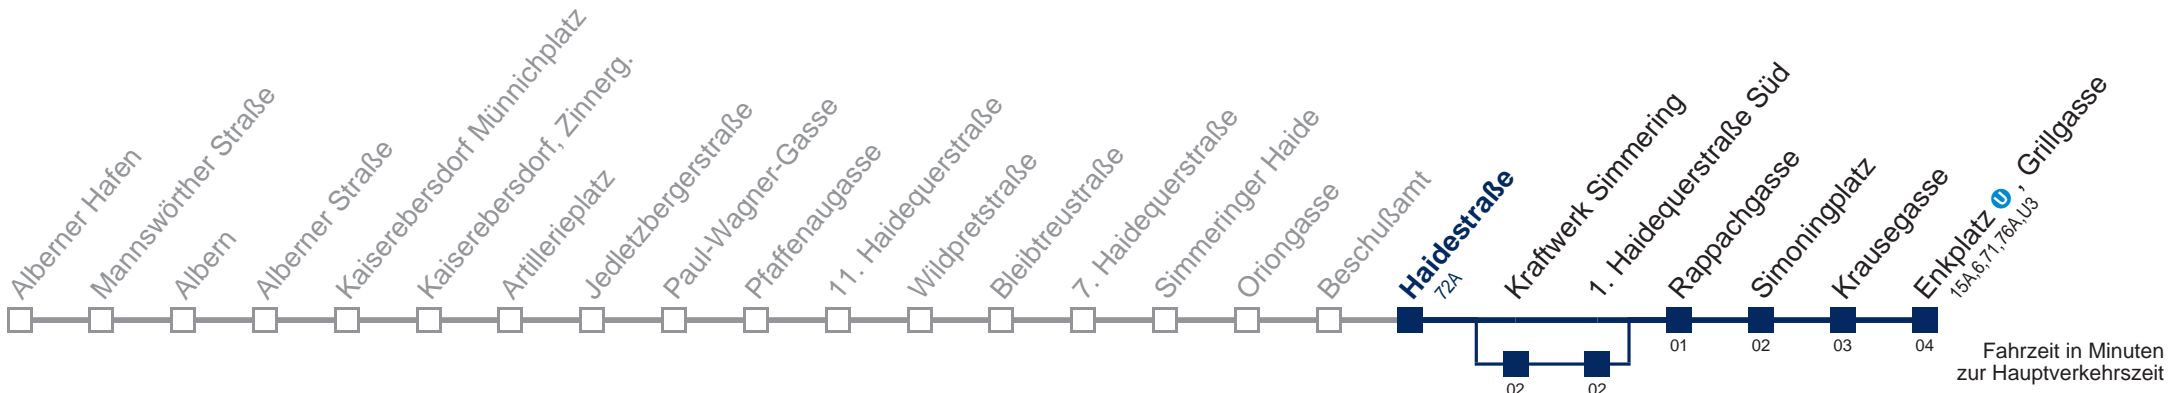 Alberner Hafen
Mannswörther Straße
Albern
Alberner Straße
Kaiserebersdorf Münnichplatz
Kaiserebersdorf, Zinnerg.
Artillerieplatz
Jedletzbergerstraße
Paul-Wagner-Gasse
Pfaffenaugasse
11. Haidequerstraße
Wildpretstraße
Bleibtreustraße
7. Haidequerstraße
Simmeringer Haide
Oriongasse
Beschußamt
Haidestraße
72A
Kraftwerk Simmering
1. Haidequerstraße Süd
Rappachgasse
Simoningplatz
Krausegasse
Enkplatz U , Grillgasse
15A,6,71,76A,U3
01
02
03
04
02
02
Fahrzeit in Minuten
zur Hauptverkehrszeit